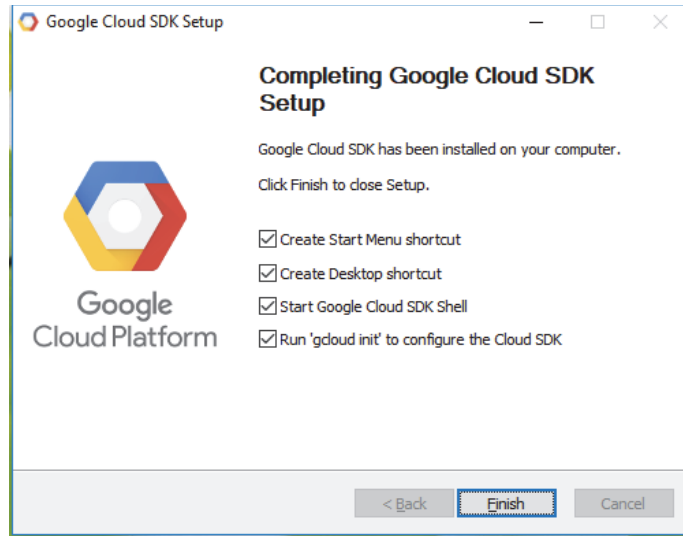 Google Cloud SDK Setup
Completing Google Cloud SDK
Setup
Google Cloud SDK has been installed on your computer.
Click Finish to close Setup.
Create Start Menu shortcut
Create Desktop shortcut
Start Google Cloud SDK Shell
Run 'gcloud init' to configure the Cloud SDK
Google
Cloud Platform
< Back
Finish
Cancel